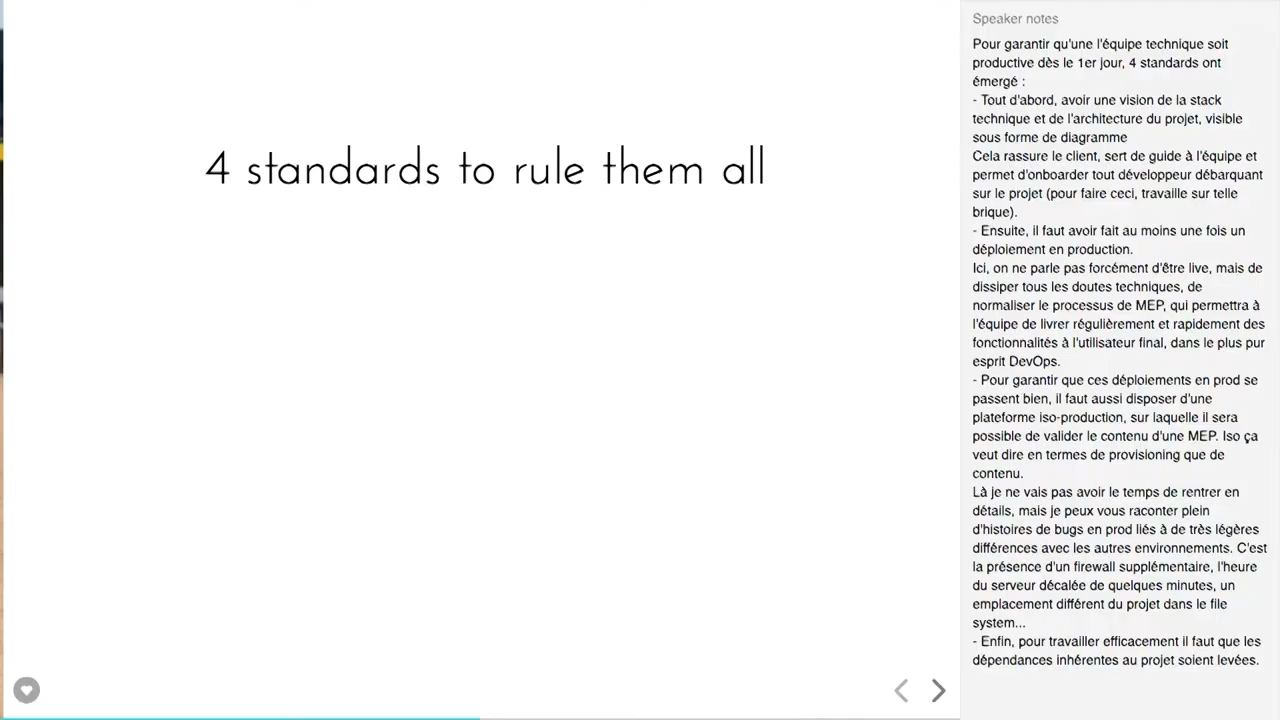 4 standards to rule them all
Speaker notes
Pour garantir qu'une l'équipe technique soit
productive dès le 1er jour, 4 standards ont
émergé :
- Tout d'abord, avoir une vision de la stack
technique et de l'architecture du projet, visible
sous forme de diagramme
Cela rassure le client, sert de guide à l'équipe et
permet d'onboarder tout développeur débarquant
sur le projet (pour faire ceci, travaille sur telle
brique).
- Ensuite, il faut avoir fait au moins une fois un
déploiement en production.
Ici, on ne parle pas forcément d'être live, mais de
dissiper tous les doutes techniques, de
normaliser le processus de MEP, qui permettra à
l'équipe de livrer régulièrement et rapidement des
fonctionnalités à l'utilisateur final, dans le plus pur
esprit DevOps.
- Pour garantir que ces déploiements en prod se
passent bien, il faut aussi disposer d'une
plateforme iso-production, sur laquelle il sera
possible de valider le contenu d'une MEP. Iso ça
veut dire en termes de provisioning que de
contenu.
Là je ne vais pas avoir le temps de rentrer en
détails, mais je peux vous raconter plein
d'histoires de bugs en prod liés à de très légères
différences avec les autres environnements. C'est
la présence d'un firewall supplémentaire, l'heure
du serveur décalée de quelques minutes, un
emplacement différent du projet dans le file
system...
- Enfin, pour travailler efficacement il faut que les
dépendances inhérentes au projet soient levées.